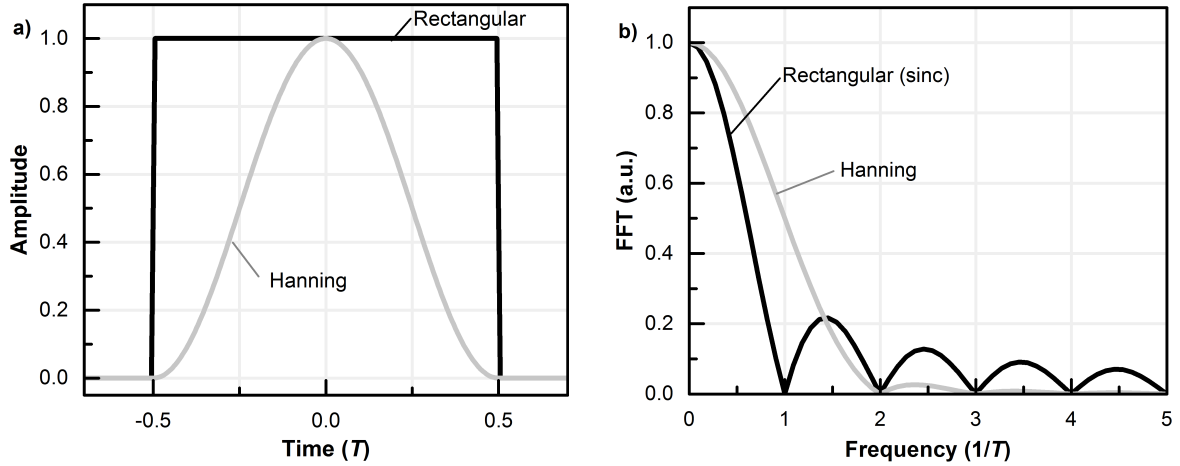 a)
Rectangular
1.0
0.8
0.6
0.4
0.2
0.0
Amplitude
Hanning
-0.5
0.0
0.5
Time (T)
b)
1.0
0.8
0.6
0.4
0.2
0.0
FFT (a.u.)
Rectangular (sinc)
Hanning
0
1
2
3
4
5
Frequency (1/T)